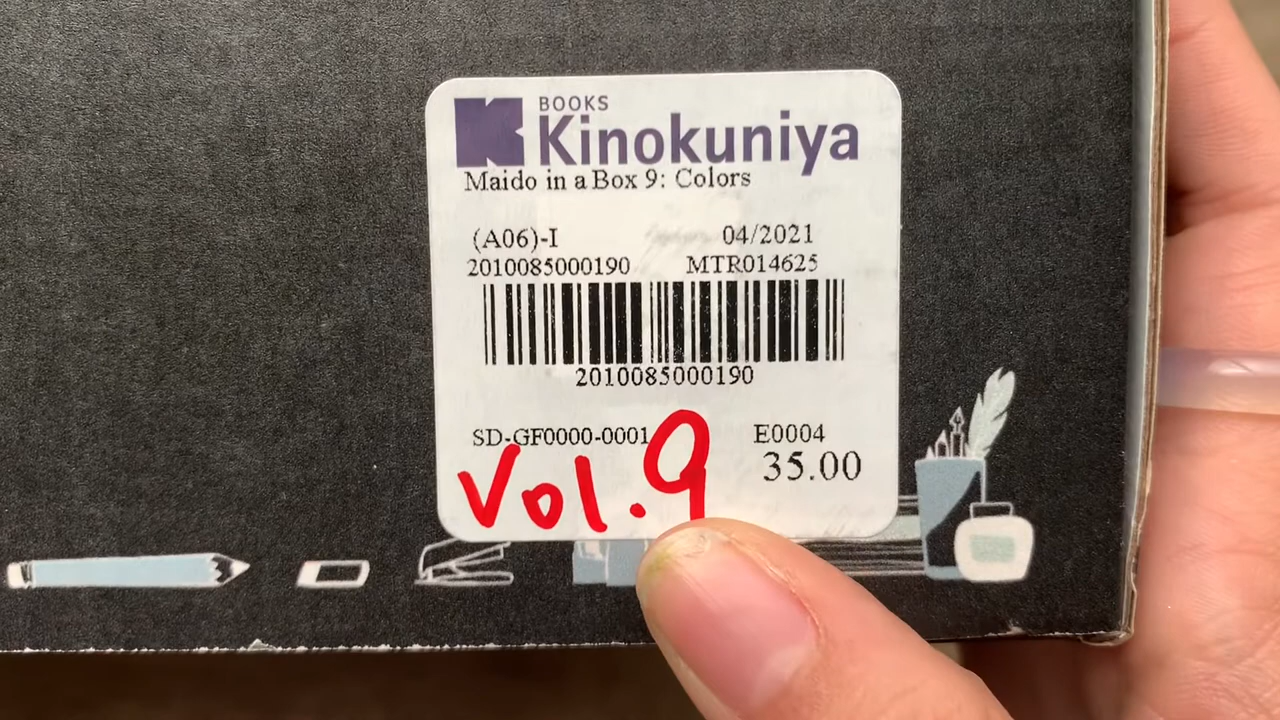 BOOKS
Kinokuniya
Maido in a Box 9: Colors
(A06)-I 04/2021
2010085000190 MTR014625
2010085000190
SD-GF0000-0001 E0004
35.00
Vol.9